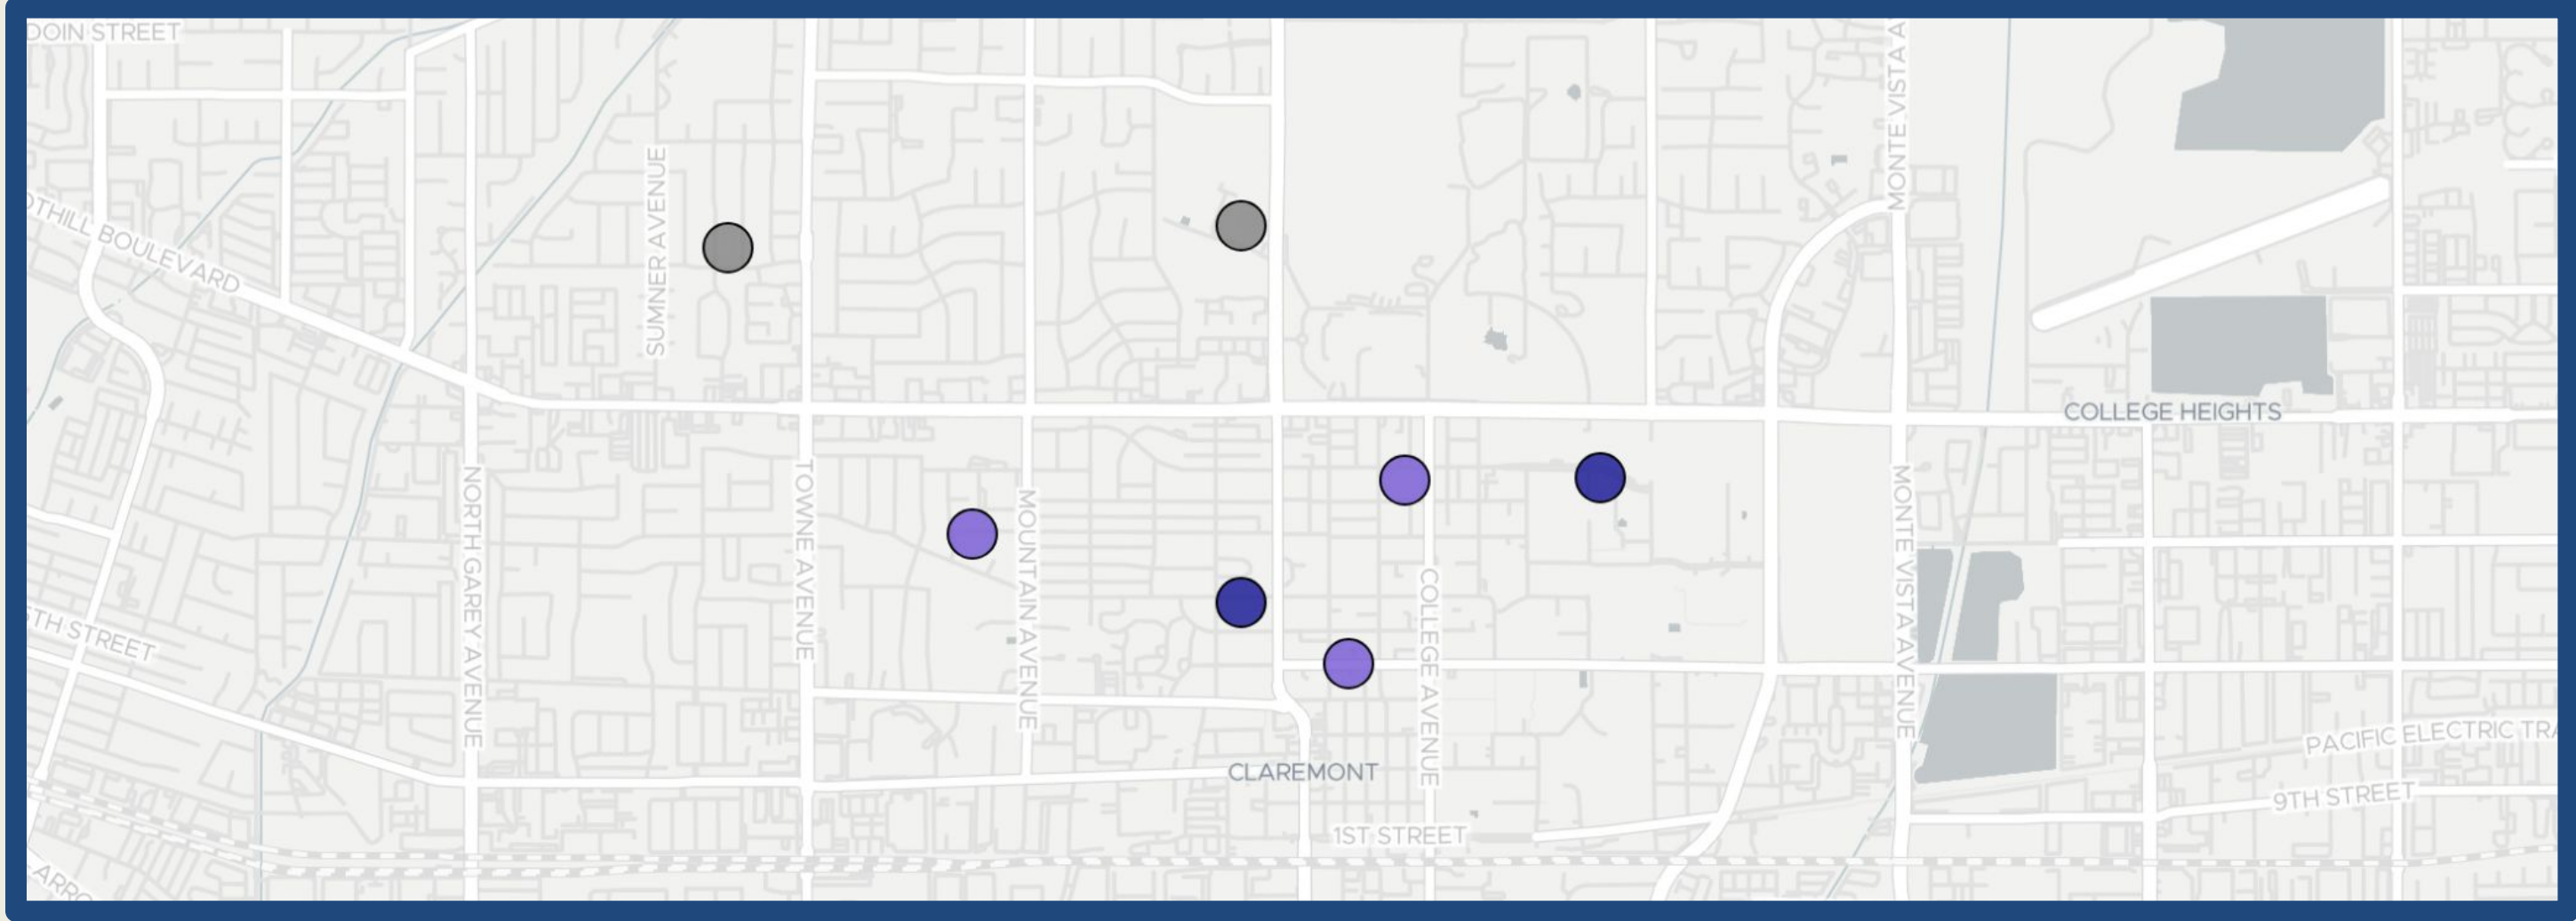 DOIN STREET
MONTE VISTA A
OTHILL BOULEVARD
SUMNER AVENUE
COLLEGE HEIGHTS
NORTH GAREY AVENUE
TOWNE AVENUE
MOUNTAIN AVENUE
COLLEGE AVENUE
MONTE VISTA AVENUE
5TH STREET
PACIFIC ELECTRIC TRA
CLAREMONT
9TH STREET
1ST STREET
ARRO